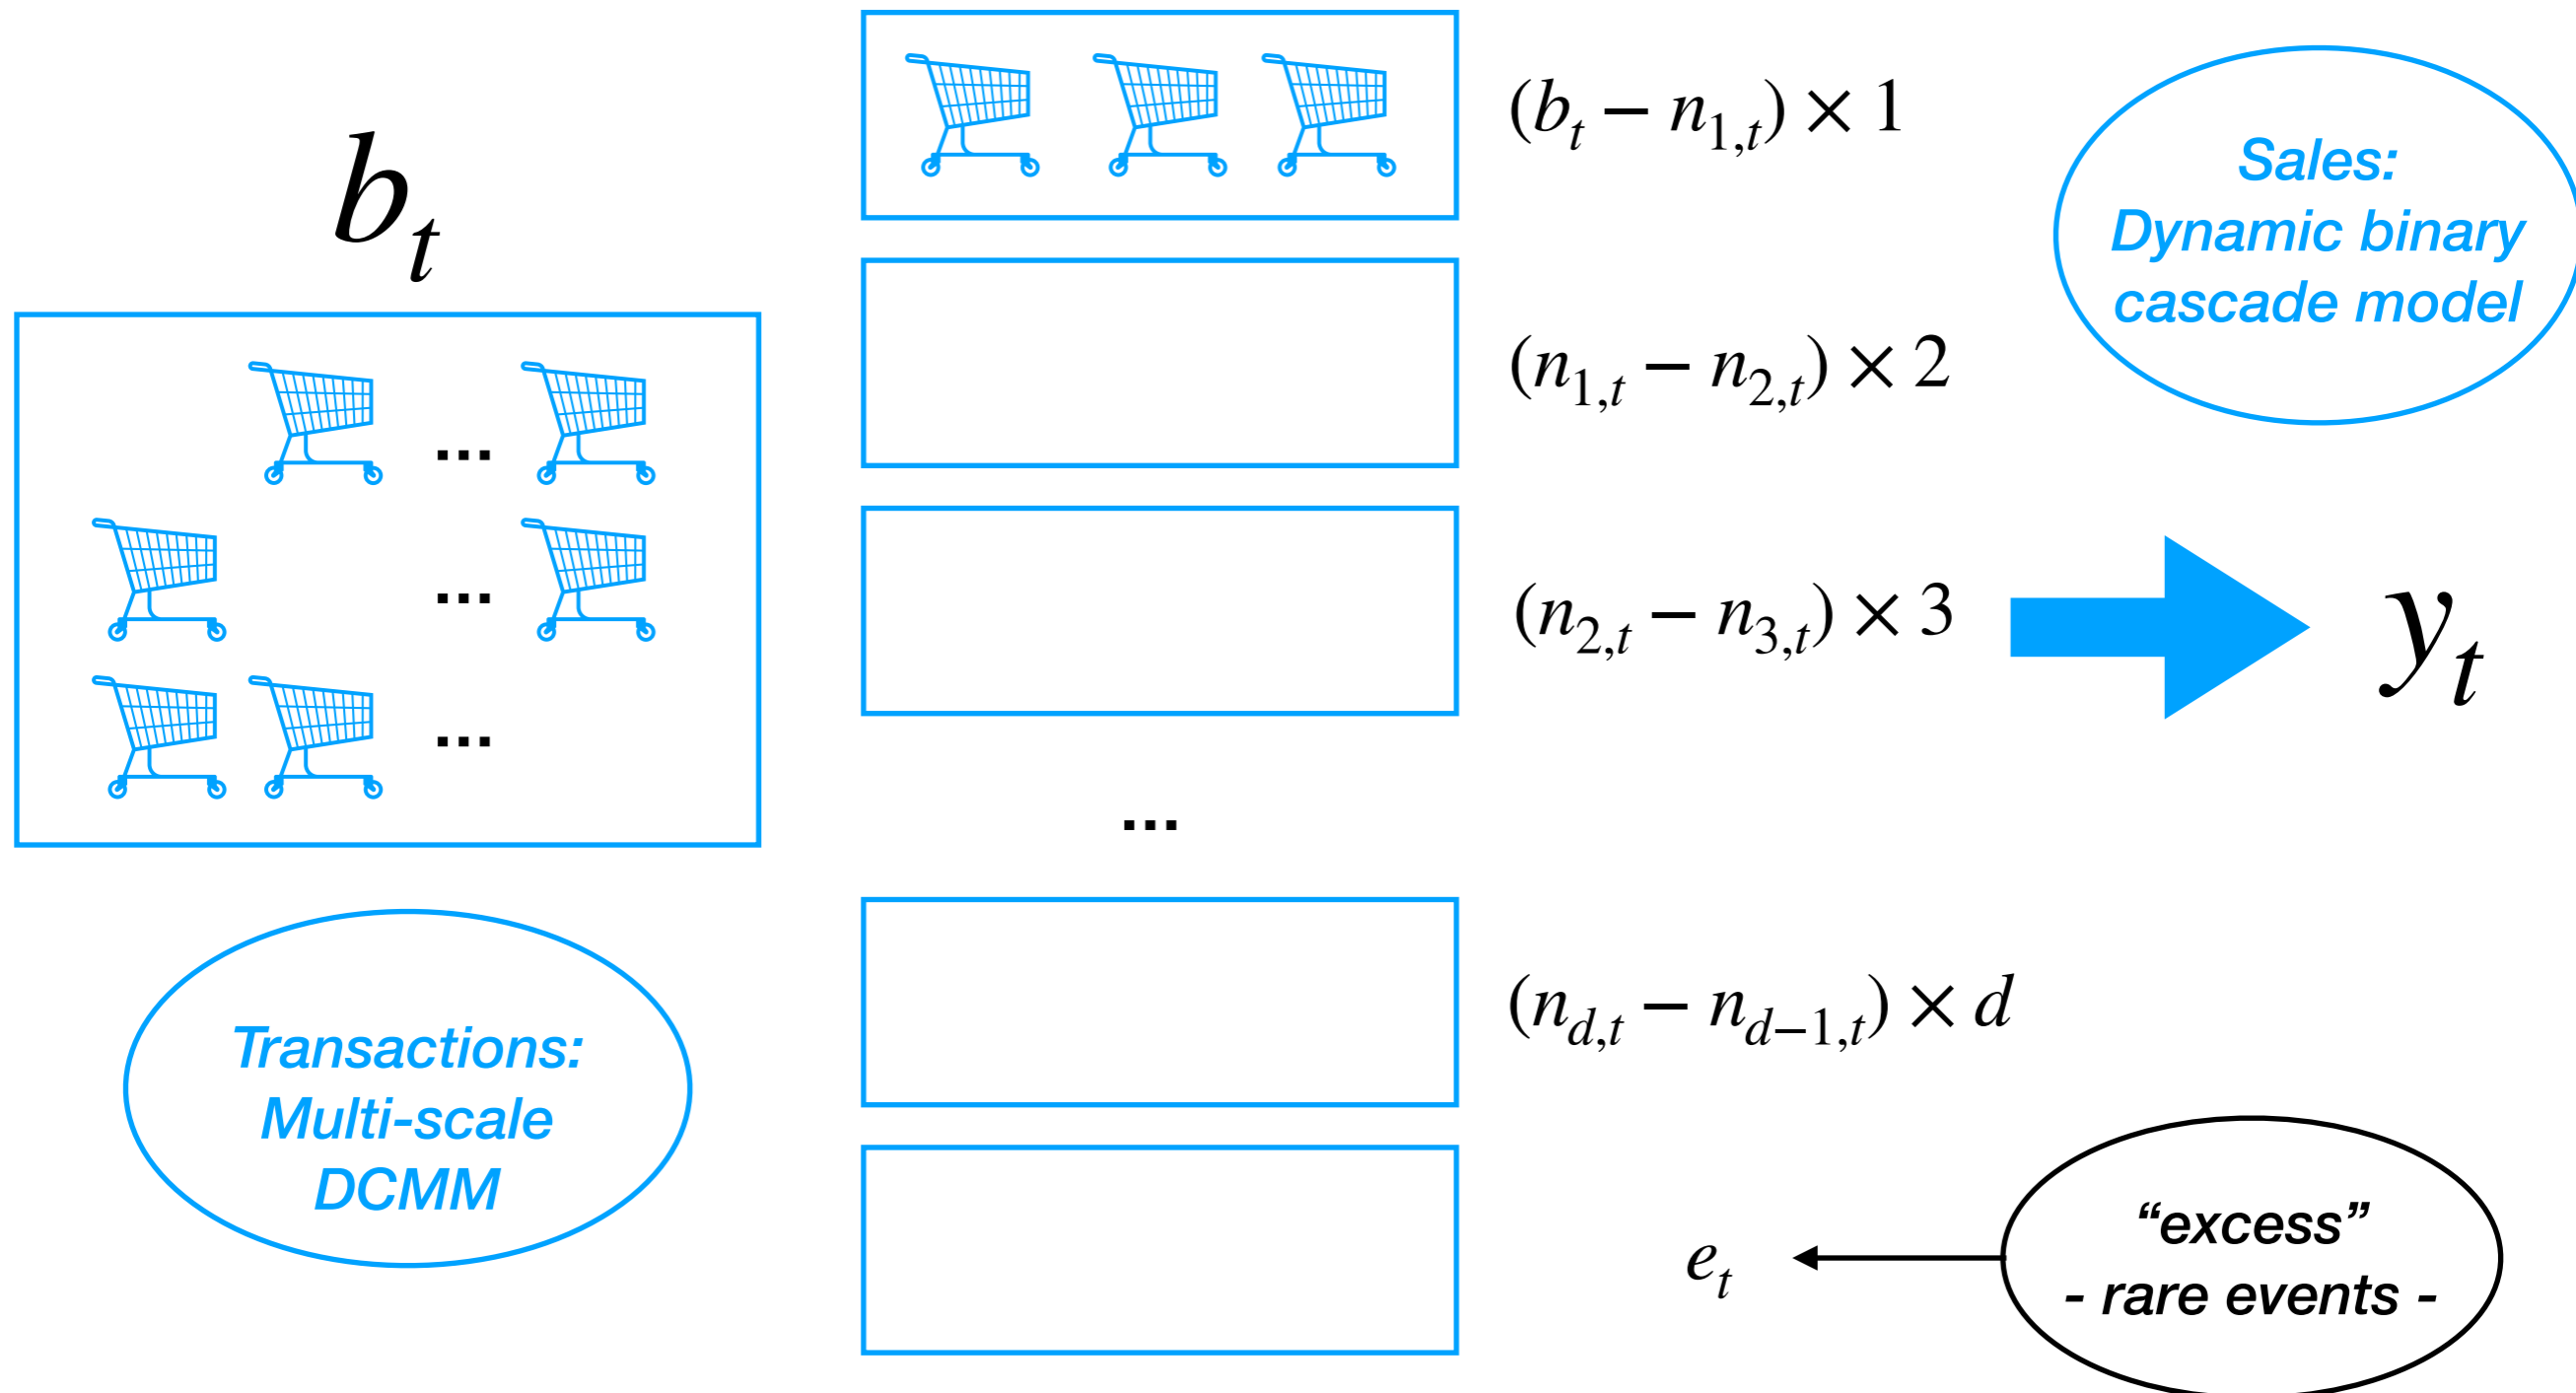 b_t
...
...
...
Transactions:
Multi-scale
DCMM
(b_t − n_{1,t}) × 1
(n_{1,t} − n_{2,t}) × 2
(n_{2,t} − n_{3,t}) × 3
...
(n_{d,t} − n_{d−1,t}) × d
e_t
Sales:
Dynamic binary
cascade model
y_t
“excess”
- rare events -